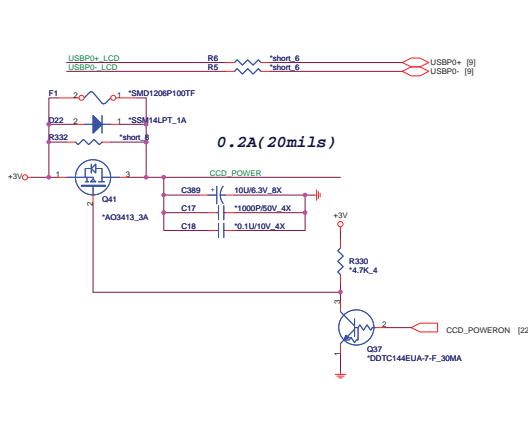 USBP0+_LCD R6 *short_6 USBP0+ [9]
USBP0-_LCD R5 *short_6 USBP0- [9]
F1 2 1 *SMD1206P100TF
D22 2 1 *SSM14LPT_1A
R332 *short_8
0.2A(20mils)
+3V 1 3 CCD_POWER
Q41
2
*AO3413_3A
C389 + 10U/6.3V_8X
C17 *1000P/50V_4X
C18 *0.1U/10V_4X
+3V
R330
*4.7K_4
3
2 CCD_POWERON [22
1
Q37
*DDTC144EUA-7-F_30MA